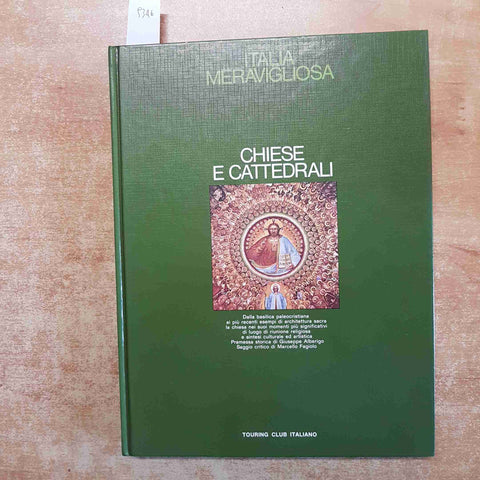 5346
ITALIA
MERAVIGLIOSA
CHIESE
E CATTEDRALI
Dalla basilica paleocristiana
ai più recenti esempi di architettura sacra
la chiesa nei suoi momenti più significativi
di luogo di riunione religiosa
e sintesi culturale ed artistica
Premessa storica di Giuseppe Alberigo
Saggio critico di Marcello Fagiolo
TOURING CLUB ITALIANO